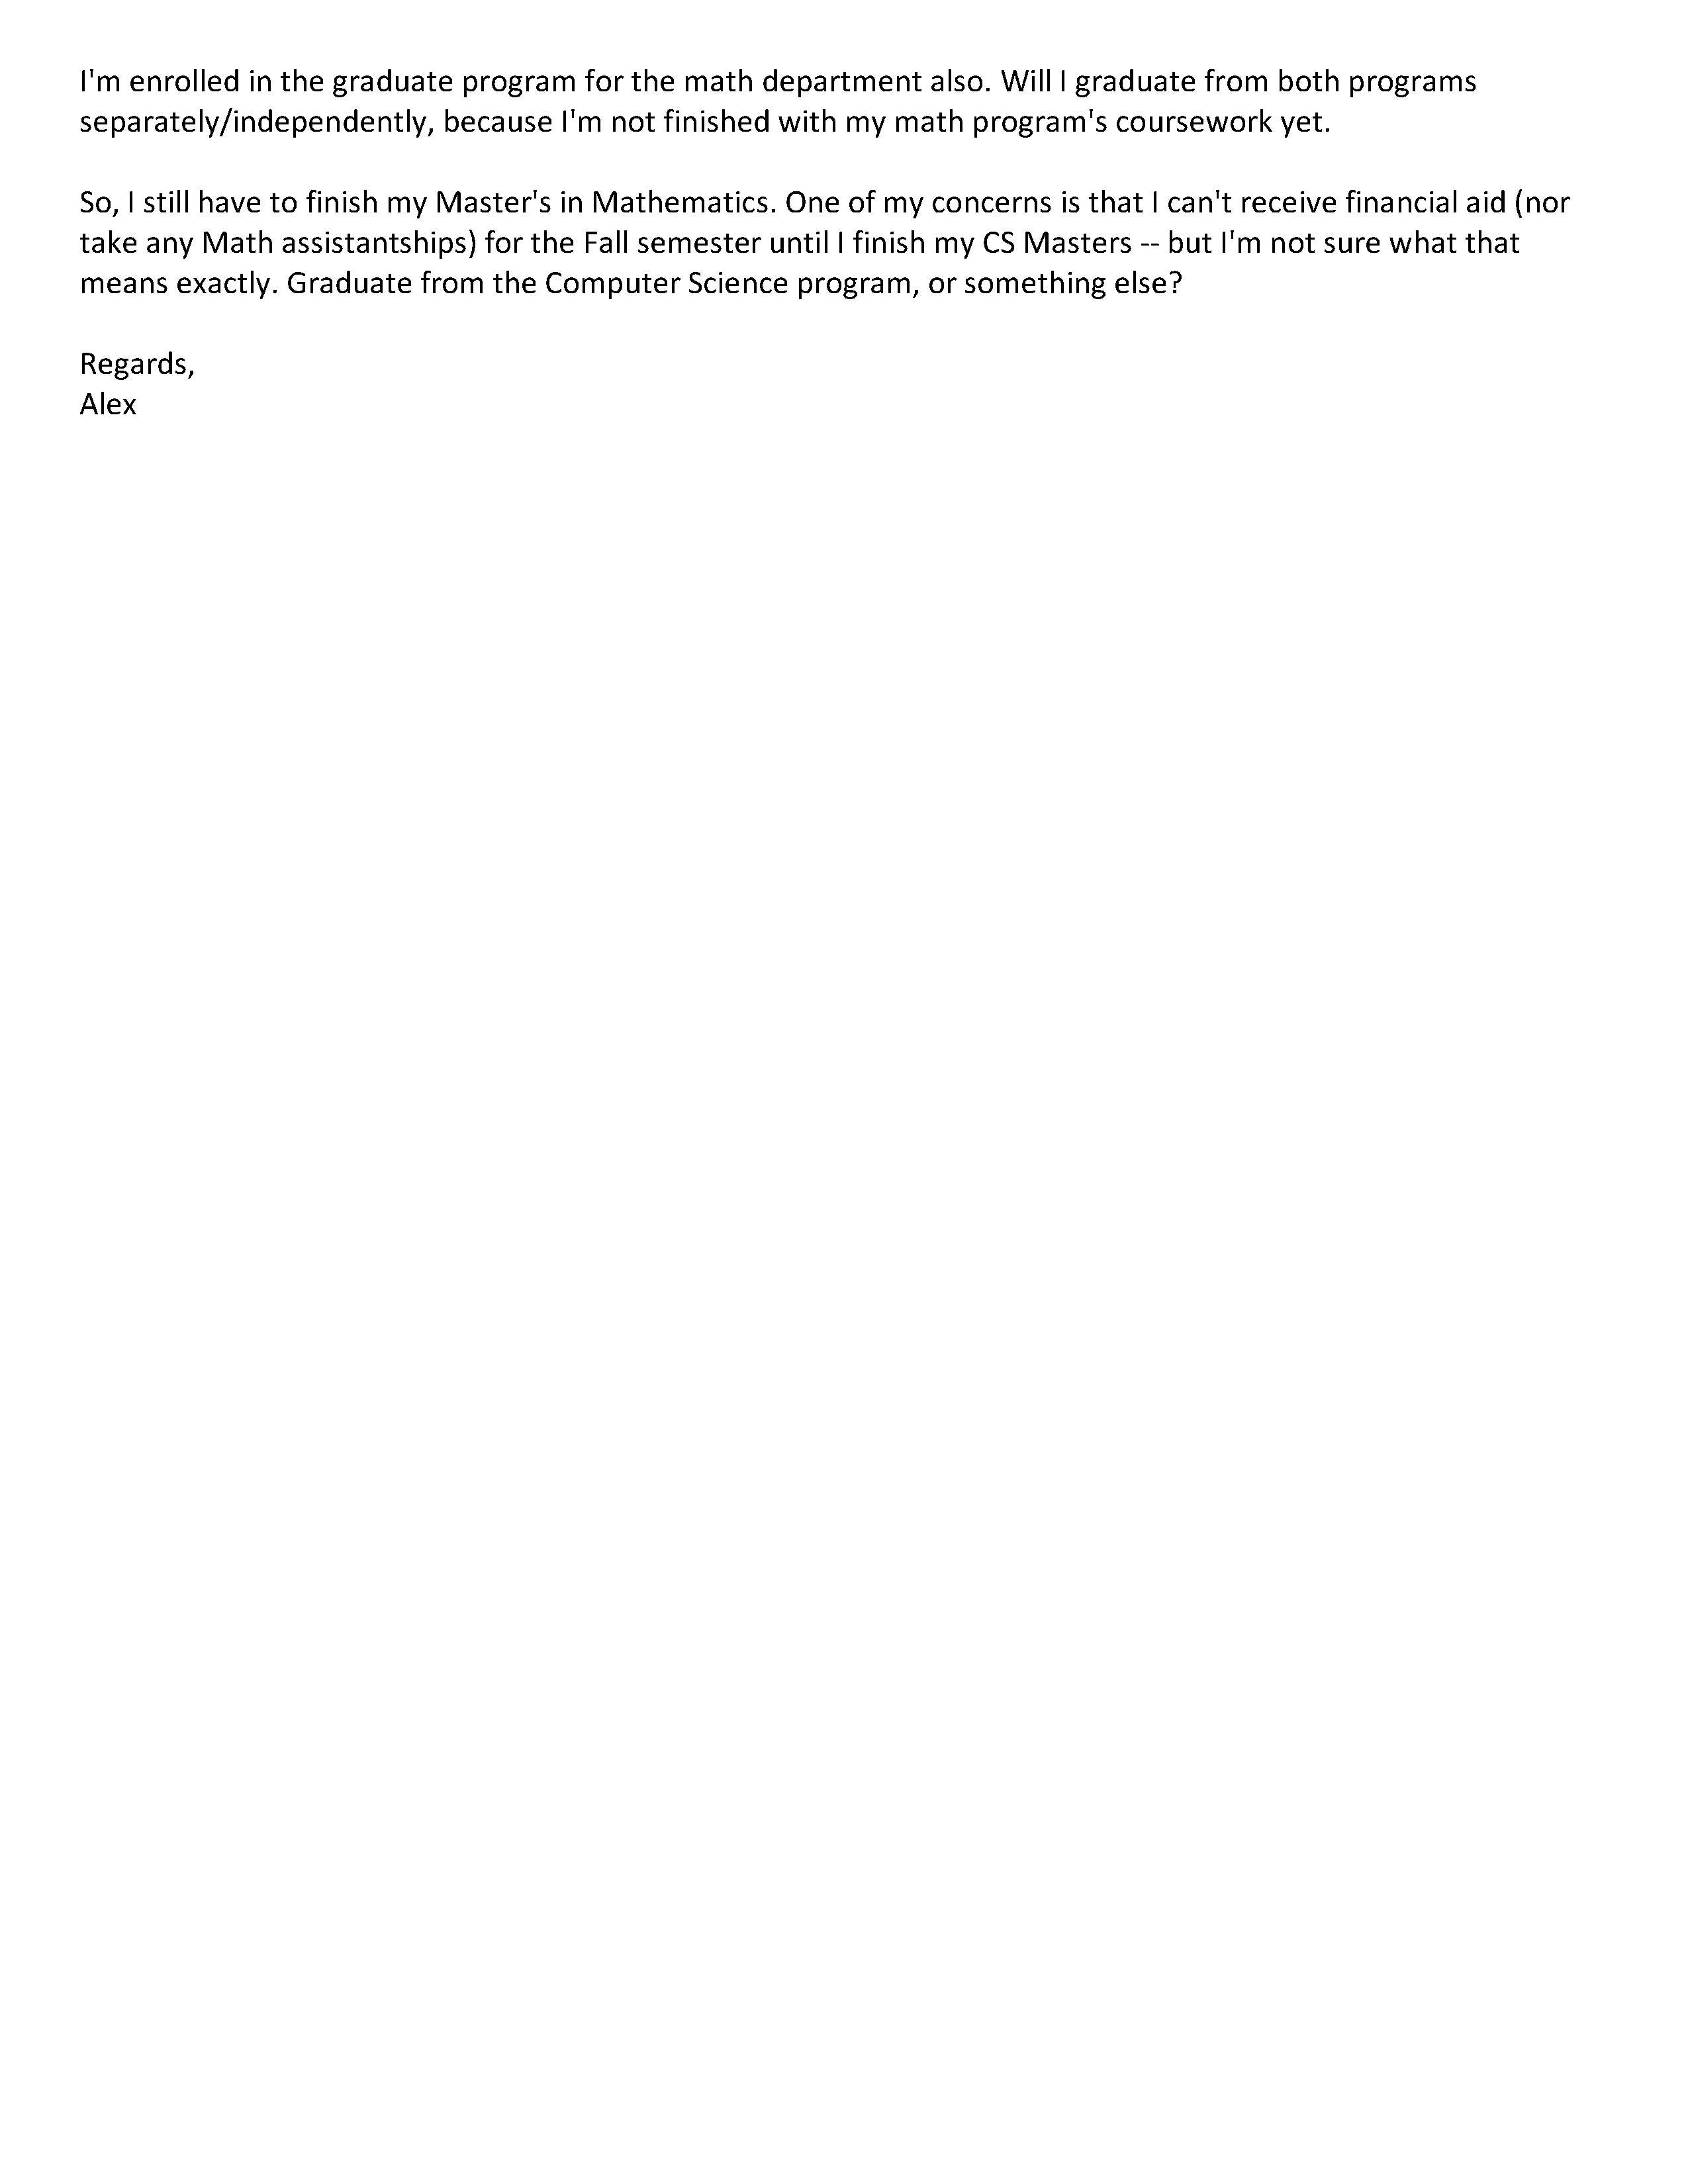 I'm enrolled in the graduate program for the math department also. Will I graduate from both programs
separately/independently, because I'm not finished with my math program's coursework yet.
So, I still have to finish my Master's in Mathematics. One of my concerns is that I can't receive financial aid (nor
take any Math assistantships) for the Fall semester until I finish my CS Masters -- but I'm not sure what that
means exactly. Graduate from the Computer Science program, or something else?
Regards,
Alex